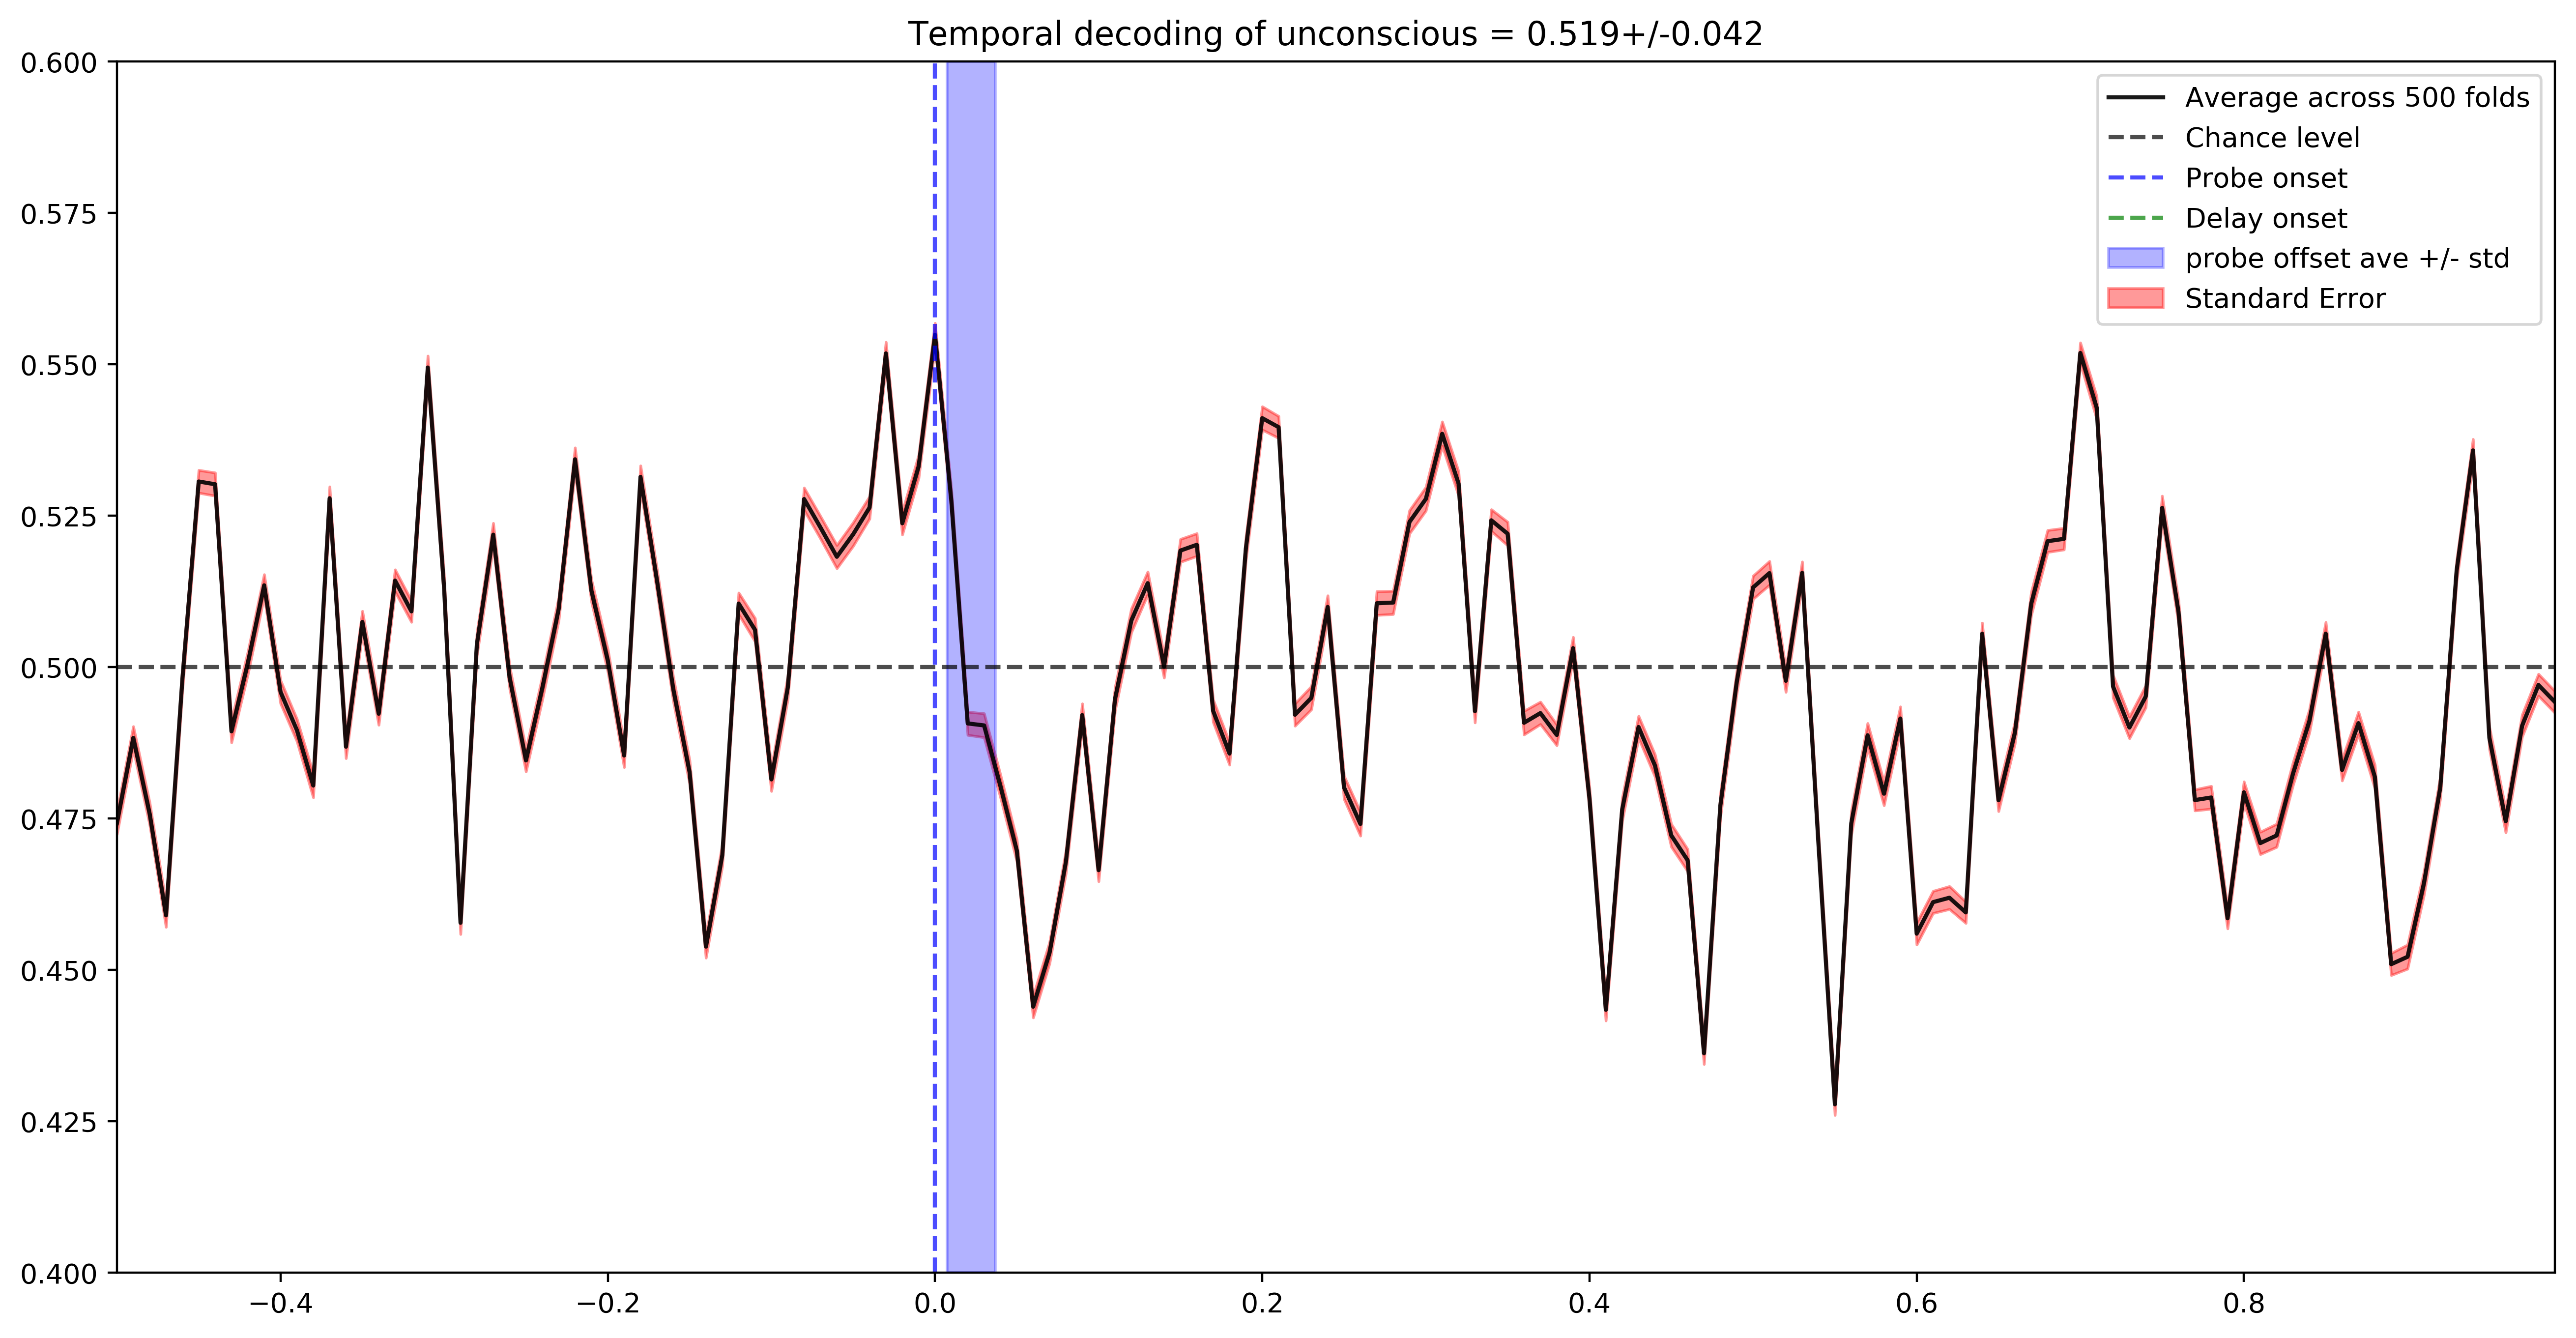 Temporal decoding of unconscious = 0.519+/-0.042
0.600
0.575
0.550
0.525
0.500
0.475
0.450
0.425
0.400
Average across 500 folds
Chance level
Probe onset
Delay onset
probe offset ave +/- std
Standard Error
−0.4
−0.2
0.0
0.2
0.4
0.6
0.8